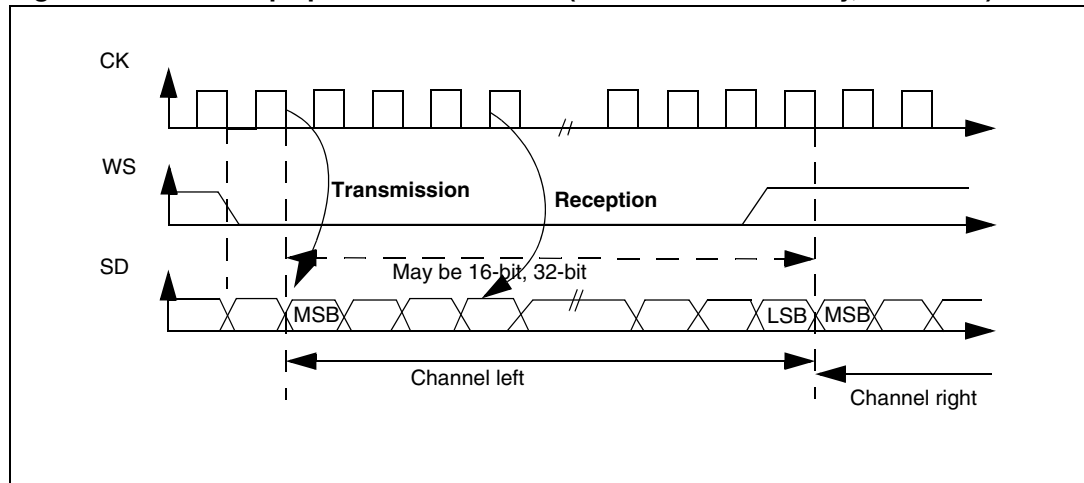 CK
WS
Transmission
Reception
SD
May be 16-bit, 32-bit
MSB
LSB
MSB
Channel left
Channel right